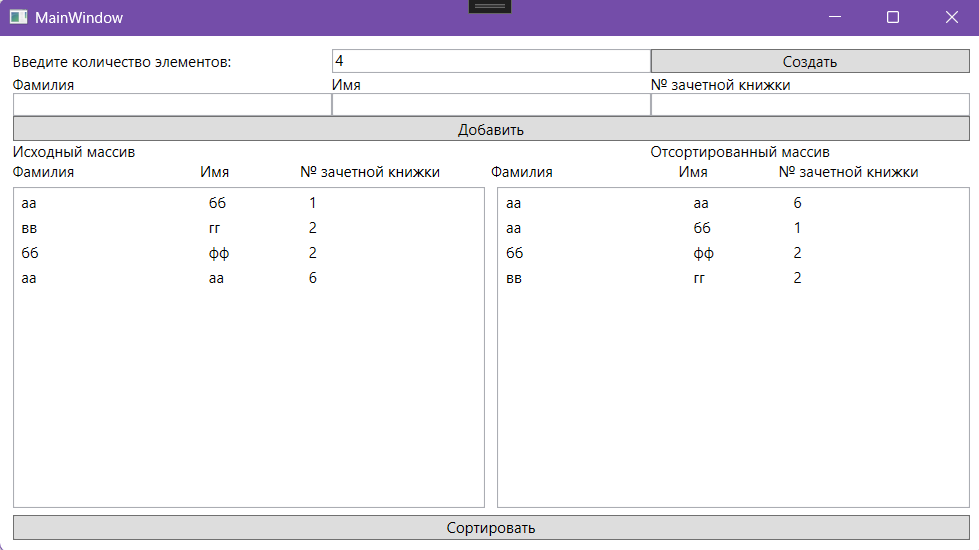 MainWindow
Введите количество элементов: 4 Создать
Фамилия Имя № зачетной книжки
Добавить
Исходный массив Отсортированный массив
Фамилия Имя № зачетной книжки Фамилия Имя № зачетной книжки
аа бб 1 аа аа 6
вв гг 2 аа бб 1
бб фф 2 бб фф 2
аа аа 6 вв гг 2
Сортировать